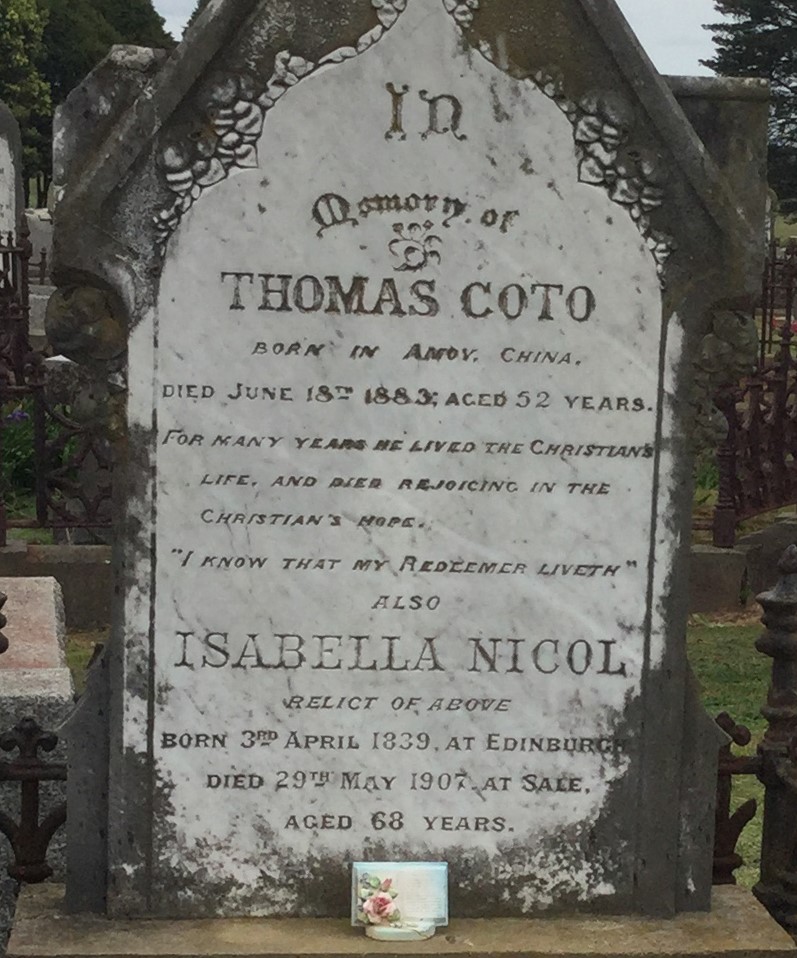 In
Memory of
THOMAS COTO
BORN IN AMOY, CHINA.
DIED JUNE 18TH 1883; AGED 52 YEARS.
FOR MANY YEARS HE LIVED THE CHRISTIAN'S
LIFE, AND DIED REJOICING IN THE
CHRISTIAN'S HOPE.
"I KNOW THAT MY REDEEMER LIVETH"
ALSO
ISABELLA NICOL
RELICT OF ABOVE
BORN 3RD APRIL 1839, AT EDINBURGH
DIED 29TH MAY 1907, AT SALE,
AGED 68 YEARS.